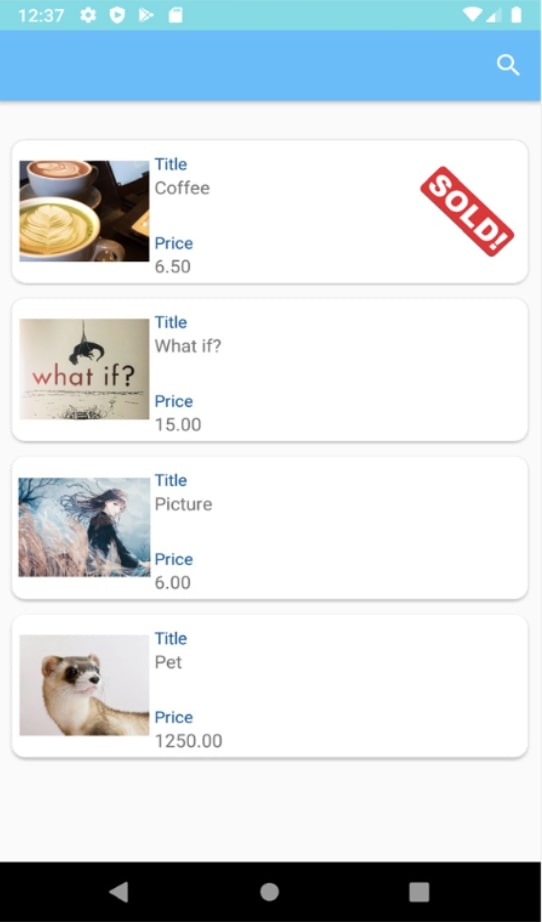 12:37
Title
Coffee
Price
6.50
SOLD!
Title
What if?
Price
15.00
what if?
Title
Picture
Price
6.00
Title
Pet
Price
1250.00